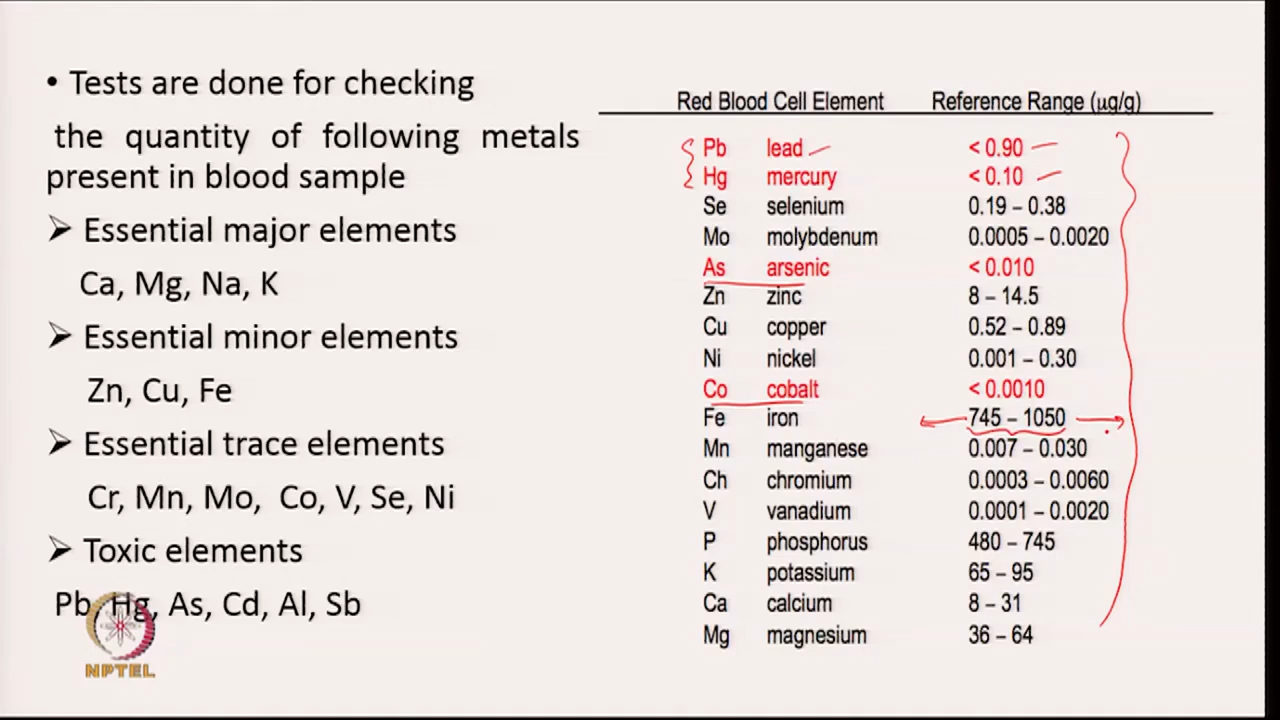 • Tests are done for checking
the quantity of following metals
present in blood sample
➢ Essential major elements
Ca, Mg, Na, K
➢ Essential minor elements
Zn, Cu, Fe
➢ Essential trace elements
Cr, Mn, Mo, Co, V, Se, Ni
➢ Toxic elements
Pb, Hg, As, Cd, Al, Sb
NPTEL
Red Blood Cell Element Reference Range (µg/g)
Pb lead < 0.90
Hg mercury < 0.10
Se selenium 0.19 – 0.38
Mo molybdenum 0.0005 – 0.0020
As arsenic < 0.010
Zn zinc 8 – 14.5
Cu copper 0.52 – 0.89
Ni nickel 0.001 - 0.30
Co cobalt < 0.0010
Fe iron 745 – 1050
Mn manganese 0.007 – 0.030
Ch chromium 0.0003 – 0.0060
V vanadium 0.0001 – 0.0020
P phosphorus 480 – 745
K potassium 65 – 95
Ca calcium 8 – 31
Mg magnesium 36 – 64